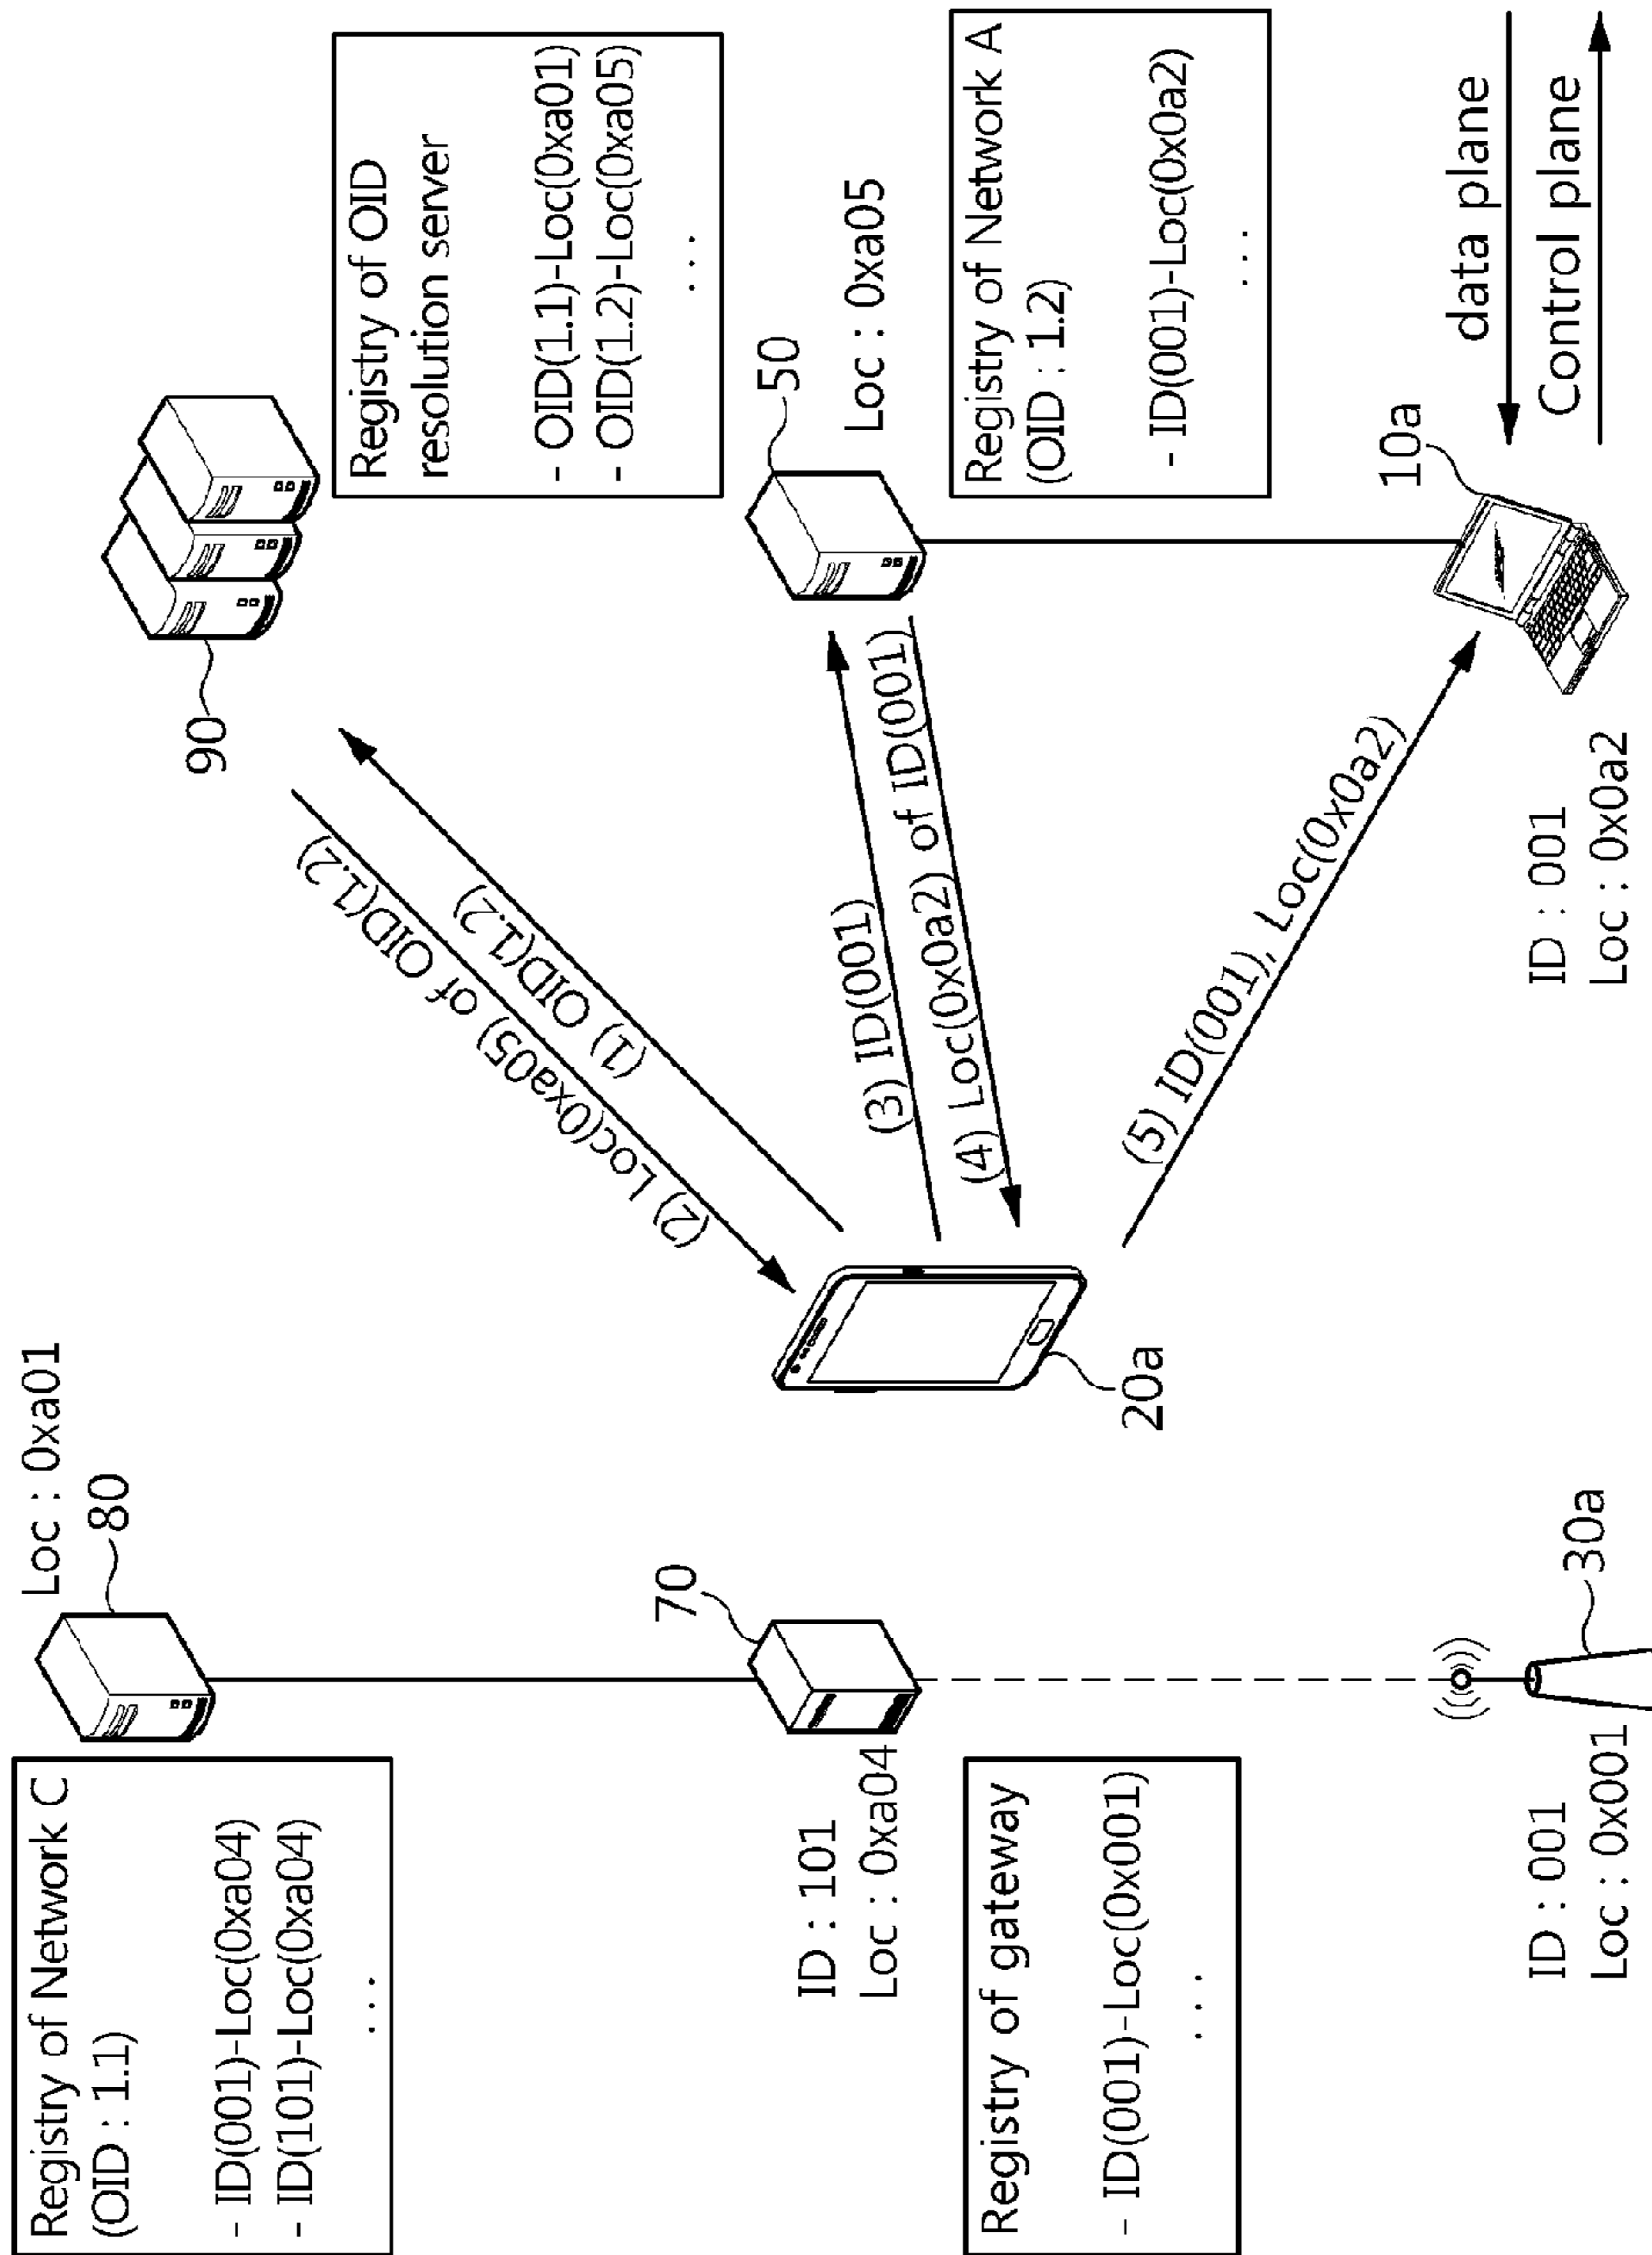 Registry of Network C
(OID : 1.1)
- ID(001)-Loc(0xa04)
- ID(101)-Loc(0xa04)
. . .
Loc : 0xa01
80
90
Registry of OID
resolution server
- OID(1.1)-Loc(0xa01)
- OID(1.2)-Loc(0xa05)
. . .
(2) Loc(0xa05) of OID(1.2)
(1) OID(1.2)
70
ID : 101
Loc : 0xa04
20a
(3) ID(001)
(4) Loc(0x0a2) of ID(001)
50
Loc : 0xa05
Registry of gateway
- ID(001)-Loc(0x001)
. . .
Registry of Network A
(OID : 1.2)
- ID(001)-Loc(0x0a2)
. . .
(5) ID(001), Loc(0x0a2)
10a
ID : 001
Loc : 0x001
30a
ID : 001
Loc : 0x0a2
data plane
Control plane